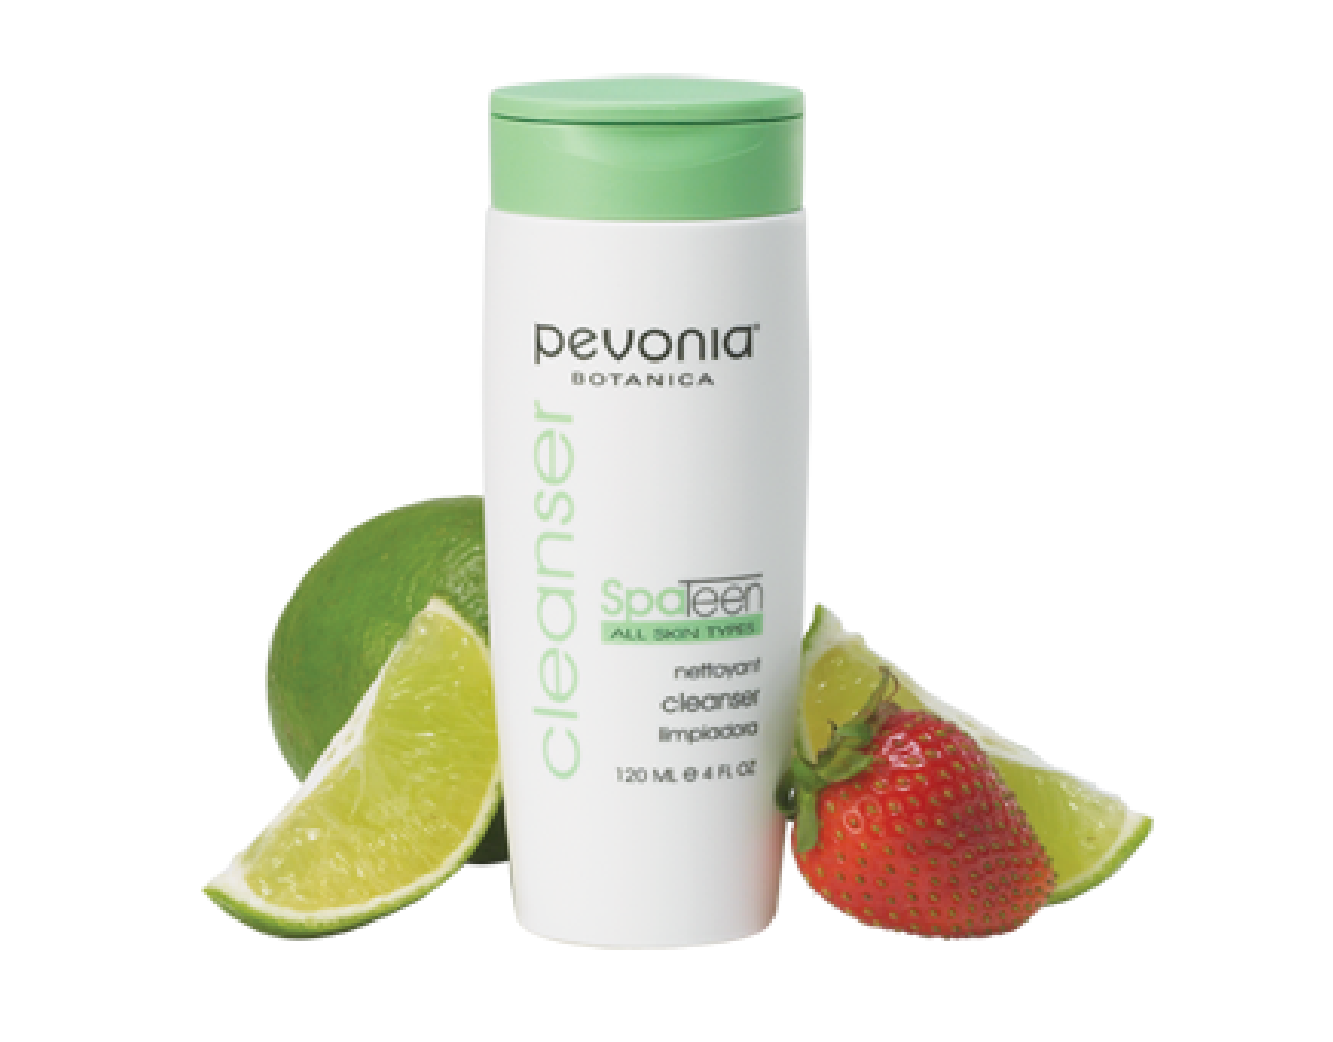 pevonia®
BOTANICA
cleanser
SpaTeen
ALL SKIN TYPES
nettoyant
cleanser
limpiadora
120 ML ℮ 4 FL OZ